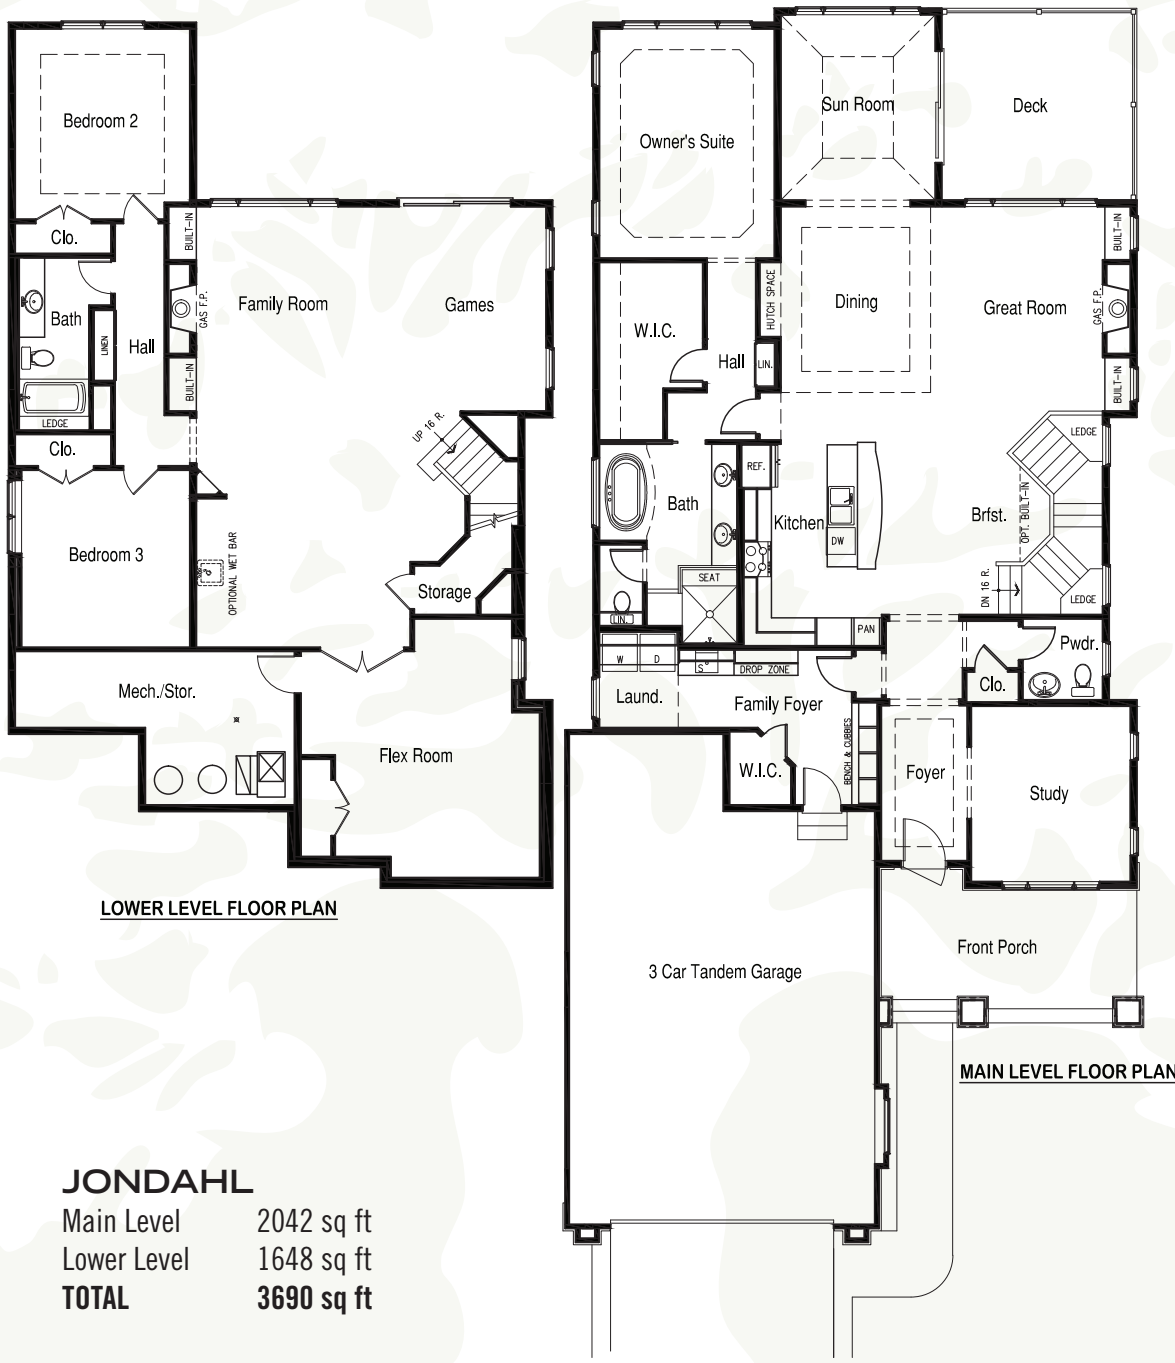 Bedroom 2
Clo.
BUILT-IN
Bath
LINEN
Hall
GAS F.P.
Family Room
Games
BUILT-IN
LEDGE
Clo.
UP 16 R.
Bedroom 3
OPTIONAL WET BAR
Storage
Mech./Stor.
Flex Room
LOWER LEVEL FLOOR PLAN
Owner's Suite
Sun Room
Deck
BUILT-IN
HUTCH SPACE
Dining
Great Room
GAS F.P.
W.I.C.
Hall
LIN.
BUILT-IN
LEDGE
REF.
Bath
Kitchen
DW
Brfst.
OPT. BUILT-IN
SEAT
DN 16 R.
LEDGE
LIN.
PAN
W
D
S
DROP ZONE
Pwdr.
Clo.
Laund.
Family Foyer
BENCH & CUBBIES
W.I.C.
Foyer
Study
Front Porch
3 Car Tandem Garage
MAIN LEVEL FLOOR PLAN
JONDAHL
Main Level 2042 sq ft
Lower Level 1648 sq ft
TOTAL 3690 sq ft